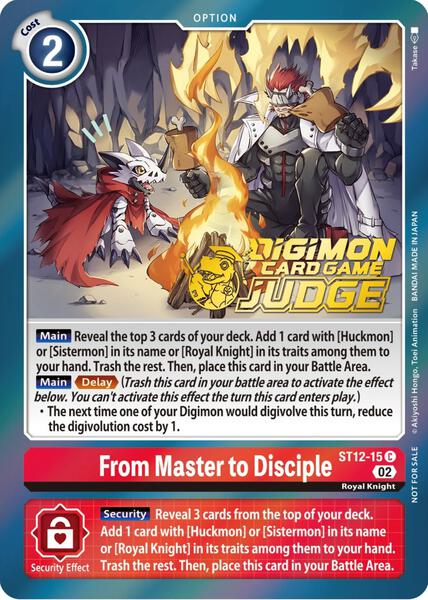 OPTION
Cost
2
Takase
DIGIMON
CARD GAME
JUDGE
Main Reveal the top 3 cards of your deck. Add 1 card with [Huckmon]
or [Sistermon] in its name or [Royal Knight] in its traits among them to
your hand. Trash the rest. Then, place this card in your Battle Area.
Main Delay (Trash this card in your battle area to activate the effect
below. You can't activate this effect the turn this card enters play.)
・The next time one of your Digimon would digivolve this turn, reduce
the digivolution cost by 1.
©Akiyoshi Hongo, Toei Animation BANDAI MADE IN JAPAN
NOT FOR SALE
From Master to Disciple
ST12-15 C
02
Royal Knight
Security Effect
Security Reveal 3 cards from the top of your deck.
Add 1 card with [Huckmon] or [Sistermon] in its name
or [Royal Knight] in its traits among them to your hand.
Trash the rest. Then, place this card in your Battle Area.